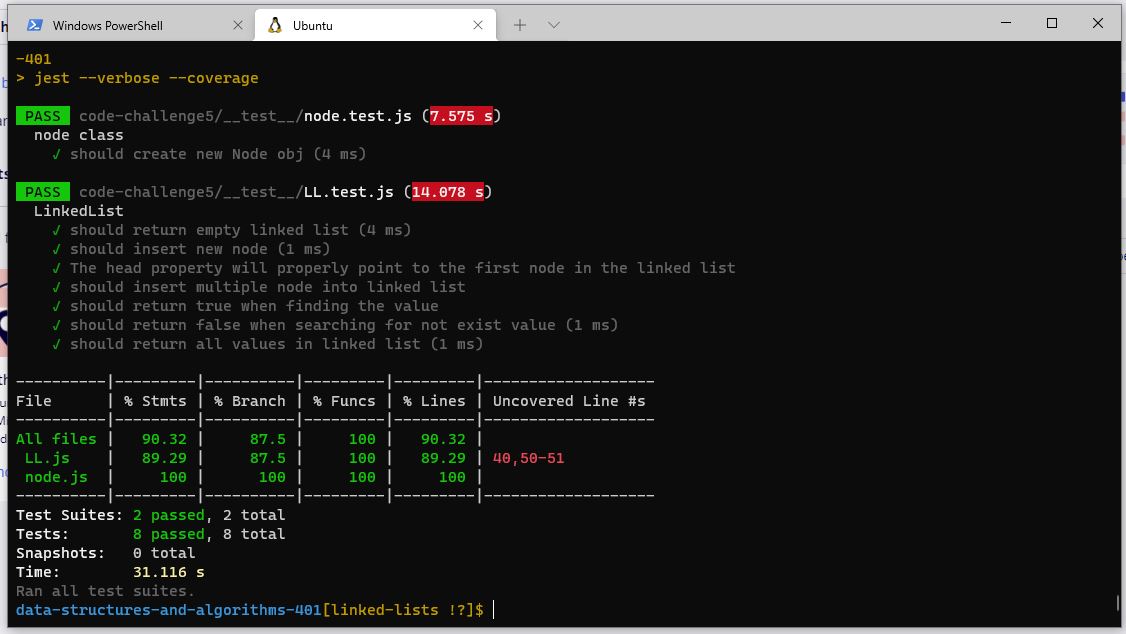 Windows PowerShell
Ubuntu
-401
> jest --verbose --coverage
PASS code-challenge5/__test__/node.test.js (7.575 s)
node class
√ should create new Node obj (4 ms)
PASS code-challenge5/__test__/LL.test.js (14.078 s)
LinkedList
√ should return empty linked list (4 ms)
√ should insert new node (1 ms)
√ The head property will properly point to the first node in the linked list
√ should insert multiple node into linked list
√ should return true when finding the value
√ should return false when searching for not exist value (1 ms)
√ should return all values in linked list (1 ms)
----------|---------|----------|---------|---------|-------------------
File      | % Stmts | % Branch | % Funcs | % Lines | Uncovered Line #s
----------|---------|----------|---------|---------|-------------------
All files |   90.32 |     87.5 |     100 |   90.32 |
LL.js    |   89.29 |     87.5 |     100 |   89.29 | 40,50-51
node.js  |     100 |      100 |     100 |     100 |
----------|---------|----------|---------|---------|-------------------
Test Suites: 2 passed, 2 total
Tests:       8 passed, 8 total
Snapshots:   0 total
Time:        31.116 s
Ran all test suites.
data-structures-and-algorithms-401[linked-lists !?]$